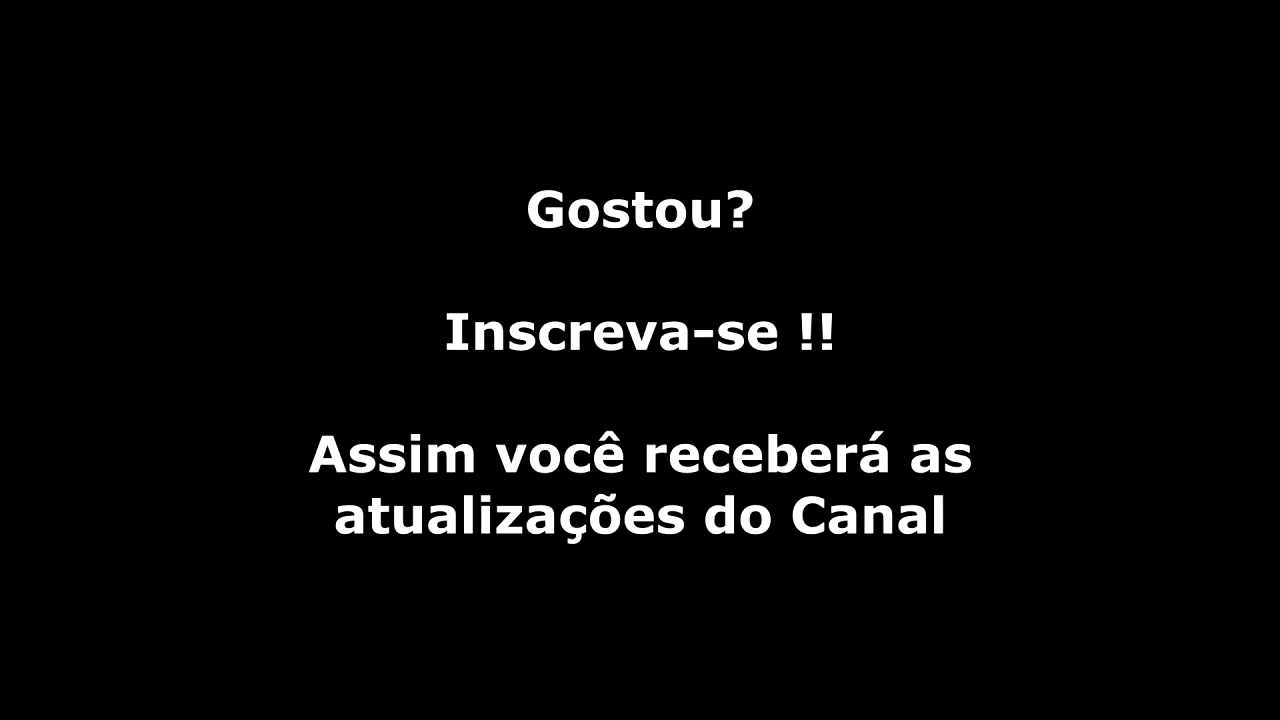 Gostou?
Inscreva-se !!
Assim você receberá as
atualizações do Canal